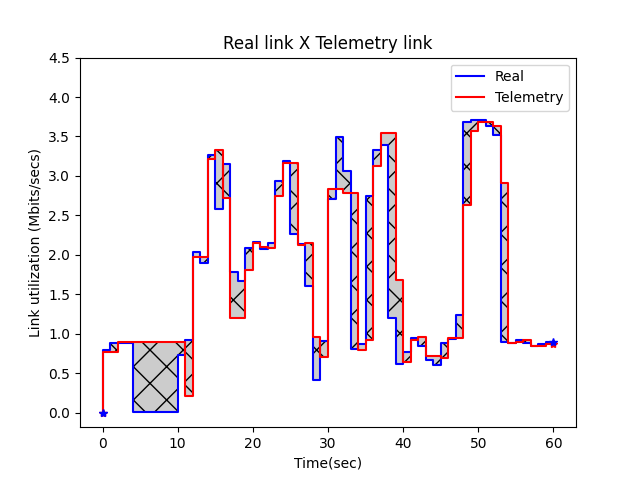 Real link X Telemetry link
Real
Telemetry
Link utilization (Mbits/secs)
4.5
4.0
3.5
3.0
2.5
2.0
1.5
1.0
0.5
0.0
0 10 20 30 40 50 60
Time(sec)